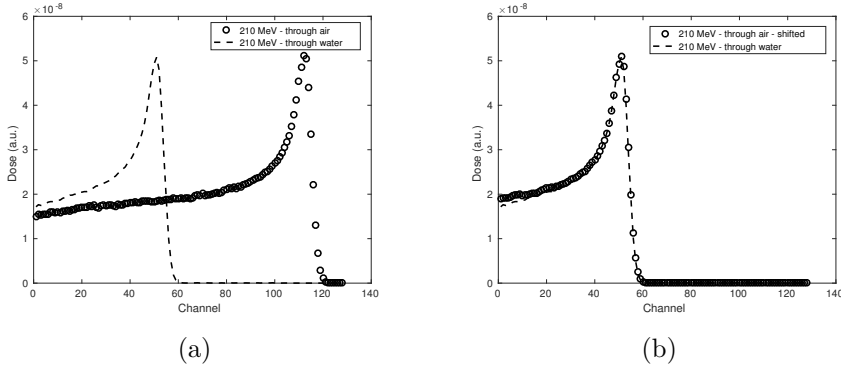 ×10⁻⁸
6
5
4
3
2
1
0
Dose (a.u.)
0 20 40 60 80 100 120 140
Channel
210 MeV - through air
210 MeV - through water
(a)
×10⁻⁸
6
5
4
3
2
1
0
Dose (a.u.)
0 20 40 60 80 100 120 140
Channel
210 MeV - through air - shifted
210 MeV - through water
(b)